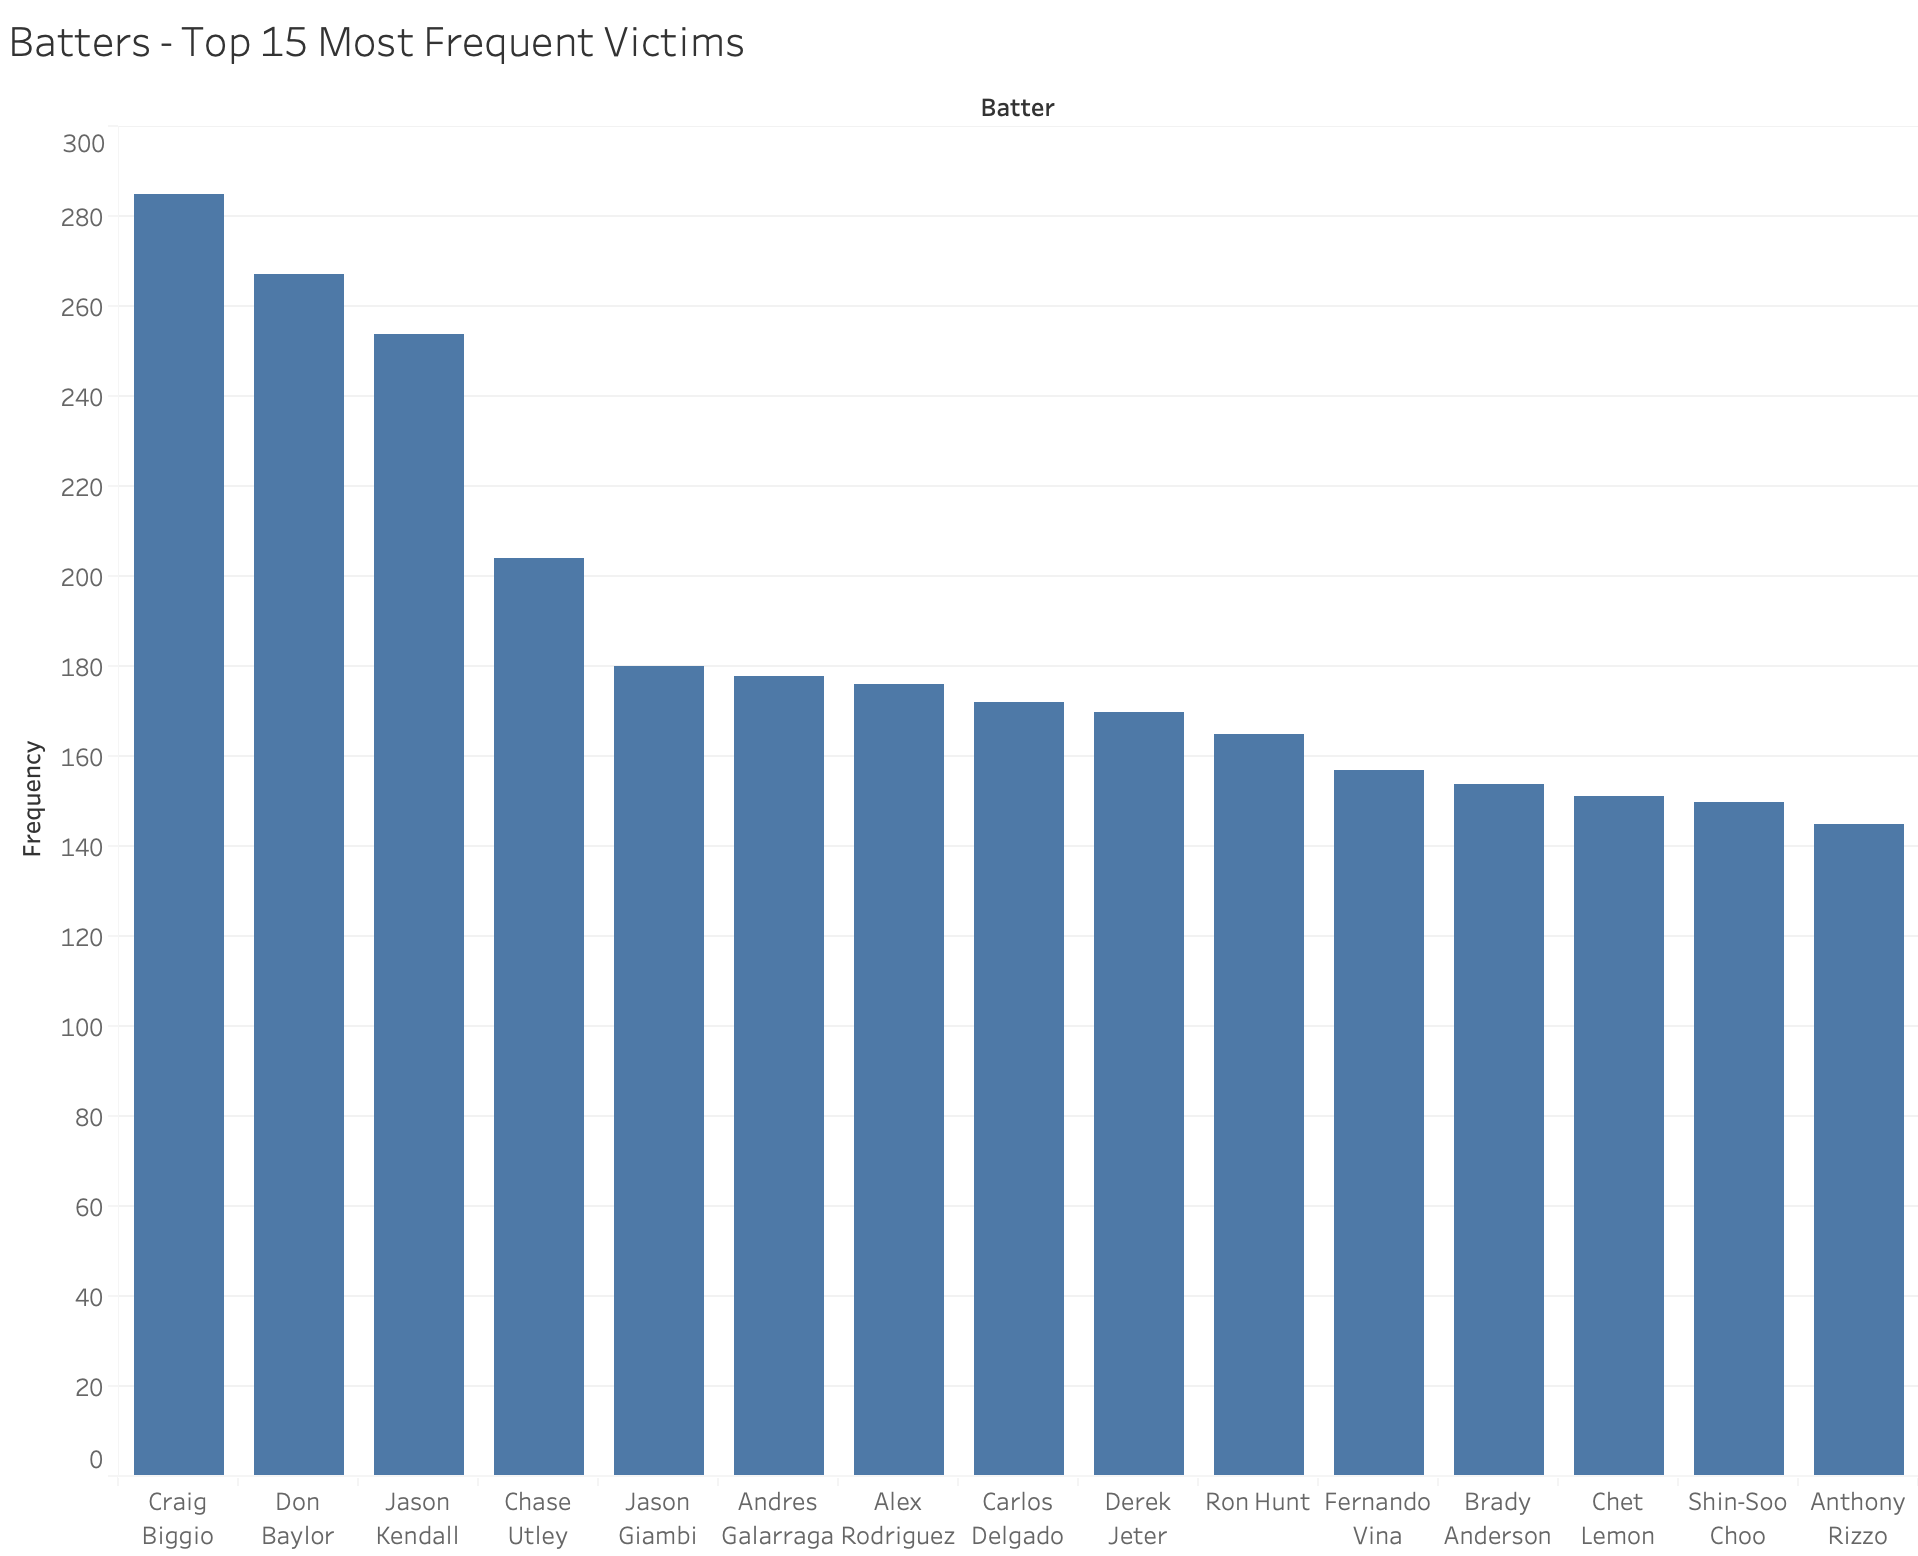 Batters - Top 15 Most Frequent Victims
Batter
300
280
260
240
220
200
180
160
140
120
100
80
60
40
20
0
Frequency
Craig Biggio
Don Baylor
Jason Kendall
Chase Utley
Jason Giambi
Andres Galarraga
Alex Rodriguez
Carlos Delgado
Derek Jeter
Ron Hunt
Fernando Vina
Brady Anderson
Chet Lemon
Shin-Soo Choo
Anthony Rizzo